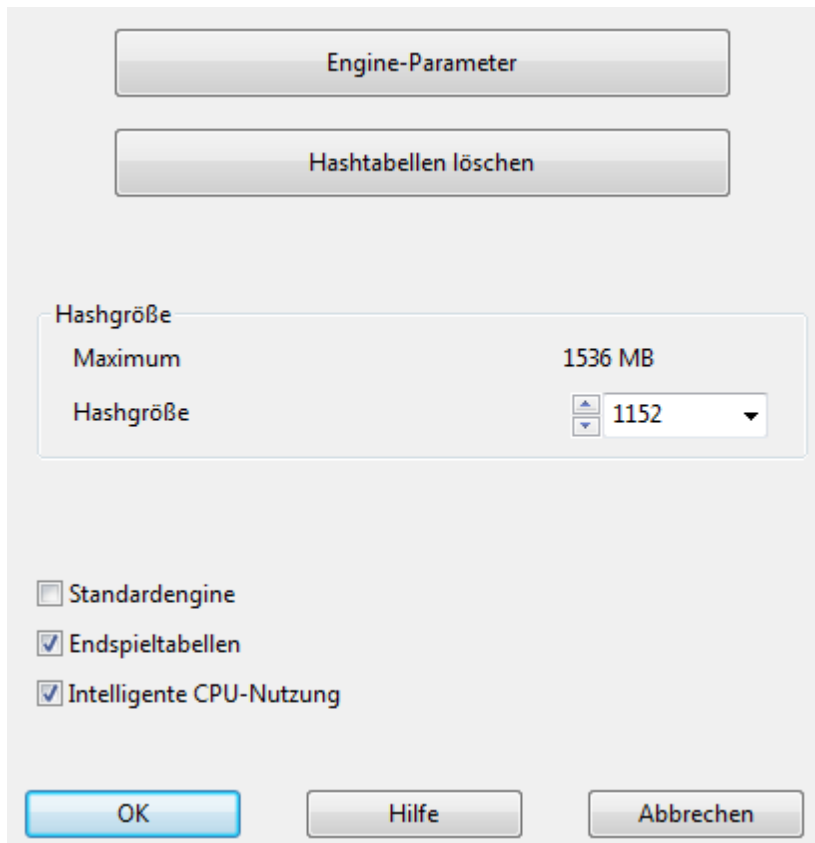 Engine-Parameter
Hashtabellen löschen
Hashgröße
Maximum 1536 MB
Hashgröße 1152
Standardengine
Endspieltabellen
Intelligente CPU-Nutzung
OK Hilfe Abbrechen